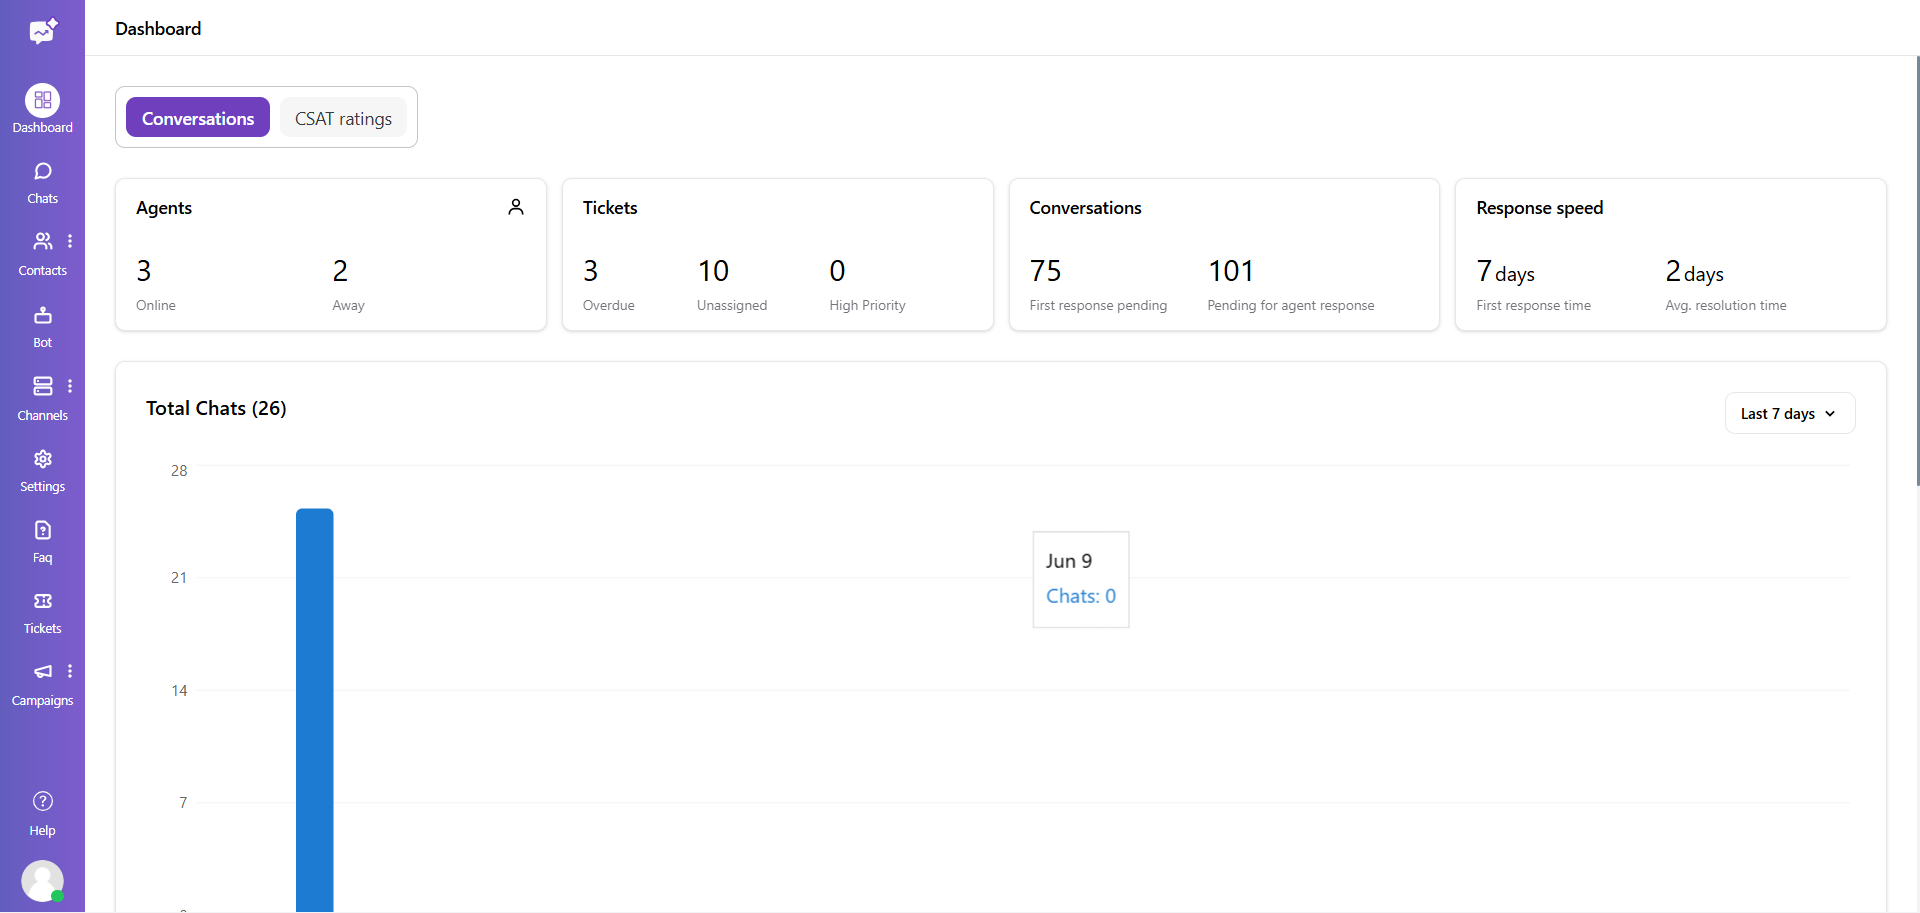 Dashboard
Dashboard
Chats
Contacts
Bot
Channels
Settings
Faq
Tickets
Campaigns
Help
Conversations
CSAT ratings
Agents
3
2
Online
Away
Tickets
3
10
0
Overdue
Unassigned
High Priority
Conversations
75
101
First response pending
Pending for agent response
Response speed
7 days
2 days
First response time
Avg. resolution time
Total Chats (26)
Last 7 days
28
21
14
7
Jun 9
Chats: 0